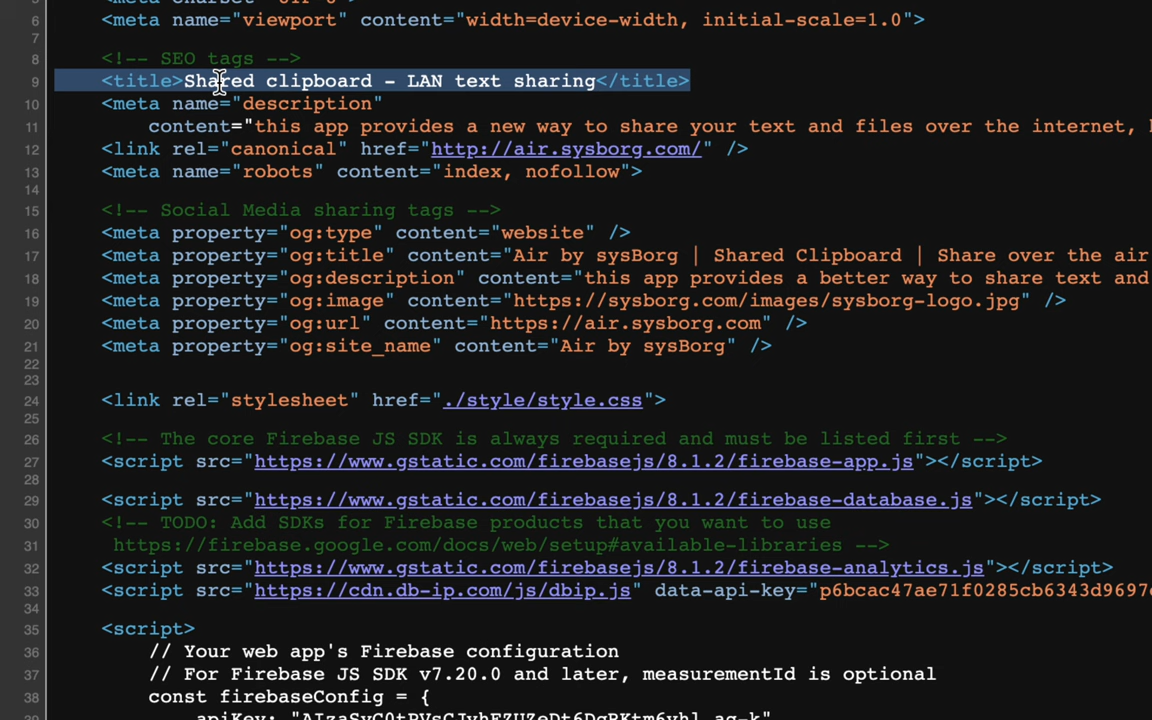 6 <meta name="viewport" content="width=device-width, initial-scale=1.0">
7
8 <!-- SEO tags -->
9 <title>Shared clipboard - LAN text sharing</title>
10 <meta name="description"
11 content="this app provides a new way to share your text and files over the internet,
12 <link rel="canonical" href="http://air.sysborg.com/" />
13 <meta name="robots" content="index, nofollow">
14
15 <!-- Social Media sharing tags -->
16 <meta property="og:type" content="website" />
17 <meta property="og:title" content="Air by sysBorg | Shared Clipboard | Share over the air
18 <meta property="og:description" content="this app provides a better way to share text and
19 <meta property="og:image" content="https://sysborg.com/images/sysborg-logo.jpg" />
20 <meta property="og:url" content="https://air.sysborg.com" />
21 <meta property="og:site_name" content="Air by sysBorg" />
22
23
24 <link rel="stylesheet" href="./style/style.css">
25
26 <!-- The core Firebase JS SDK is always required and must be listed first -->
27 <script src="https://www.gstatic.com/firebasejs/8.1.2/firebase-app.js"></script>
28
29 <script src="https://www.gstatic.com/firebasejs/8.1.2/firebase-database.js"></script>
30 <!-- TODO: Add SDKs for Firebase products that you want to use
31 https://firebase.google.com/docs/web/setup#available-libraries -->
32 <script src="https://www.gstatic.com/firebasejs/8.1.2/firebase-analytics.js"></script>
33 <script src="https://cdn.db-ip.com/js/dbip.js" data-api-key="p6bcac47ae71f0285cb6343d9697
34
35 <script>
36 // Your web app's Firebase configuration
37 // For Firebase JS SDK v7.20.0 and later, measurementId is optional
38 const firebaseConfig = {